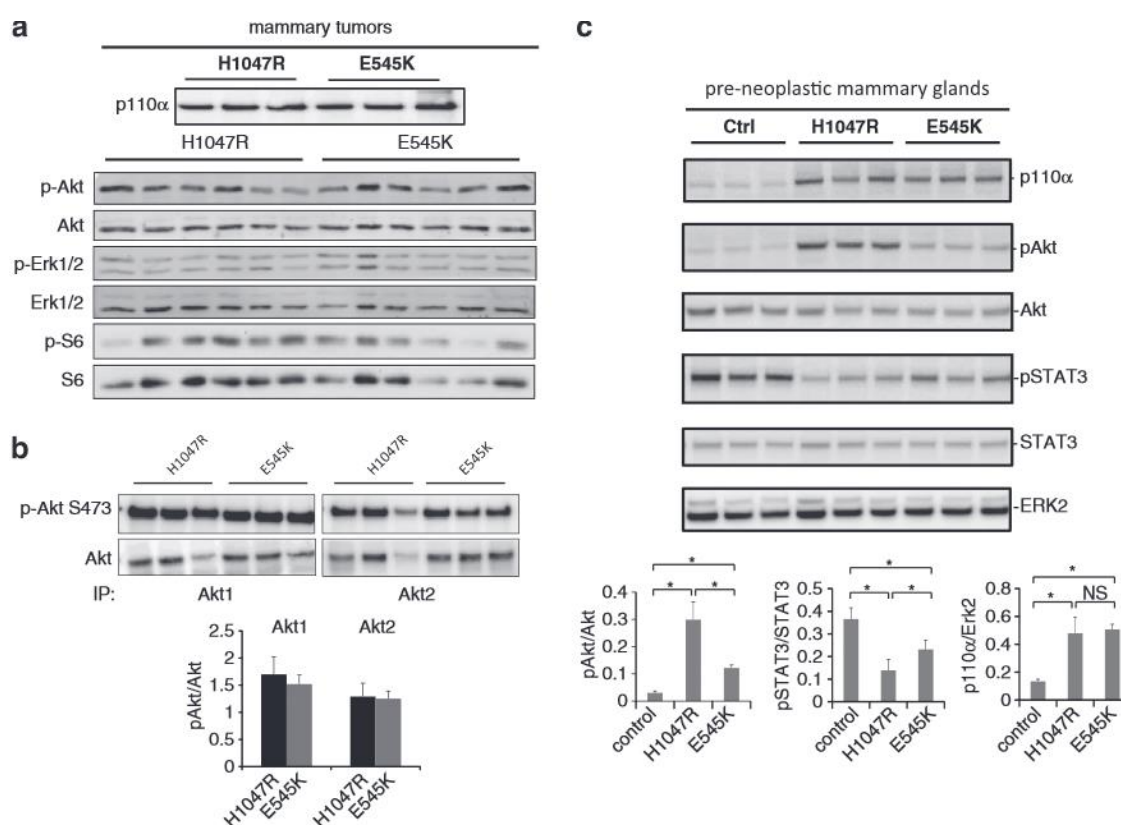 a
mammary tumors
H1047R E545K
p110α
H1047R E545K
p-Akt
Akt
p-Erk1/2
Erk1/2
p-S6
S6
b
H1047R E545K H1047R E545K
p-Akt S473
Akt
IP: Akt1 Akt2
Akt1 Akt2
pAkt/Akt
2.5
2
1.5
1
0.5
0
H1047R E545K H1047R E545K
c
pre-neoplastic mammary glands
Ctrl H1047R E545K
p110α
pAkt
Akt
pSTAT3
STAT3
ERK2
pAkt/Akt
0.4
0.3
0.2
0.1
0
* * *
control H1047R E545K
pSTAT3/STAT3
0.5
0.4
0.3
0.2
0.1
0
* * *
control H1047R E545K
p110α/Erk2
0.8
0.6
0.4
0.2
0
* * NS
control H1047R E545K